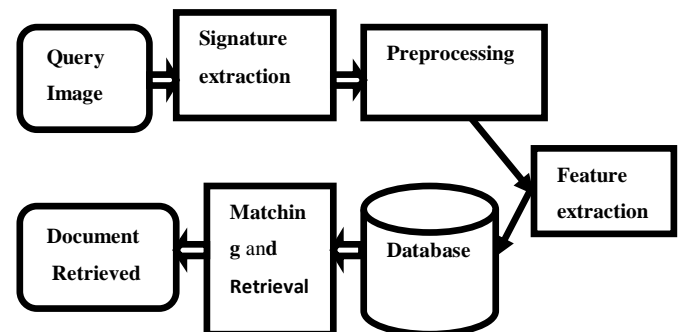 Query
Image
Signature
extraction
Preprocessing
Feature
extraction
Database
Matchin
g and
Retrieval
Document
Retrieved